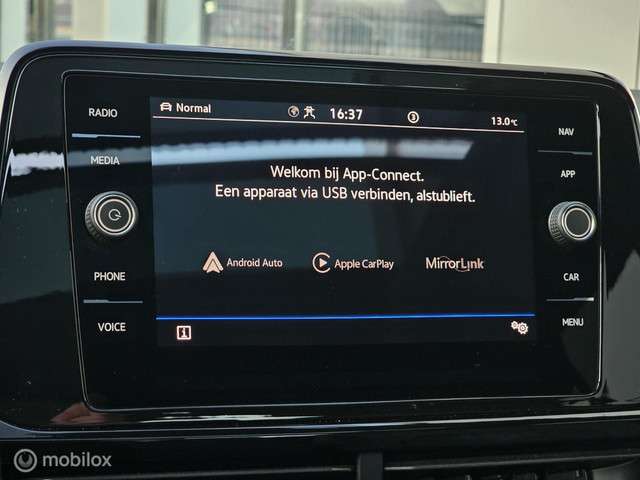 RADIO
MEDIA
PHONE
VOICE
Normal
16:37
3
13.0°C
Welkom bij App-Connect.
Een apparaat via USB verbinden, alstublieft.
Android Auto
Apple CarPlay
MirrorLink
i
NAV
APP
CAR
MENU
mobilox